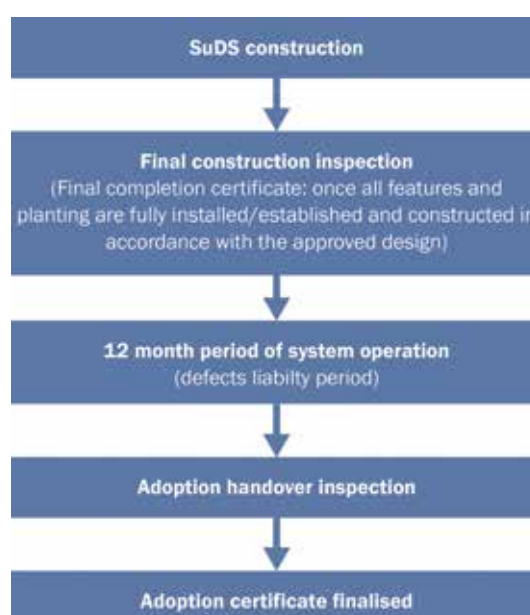 SuDS construction
Final construction inspection
(Final completion certificate: once all features and
planting are fully installed/established and constructed in
accordance with the approved design)
12 month period of system operation
(defects liabilty period)
Adoption handover inspection
Adoption certificate finalised